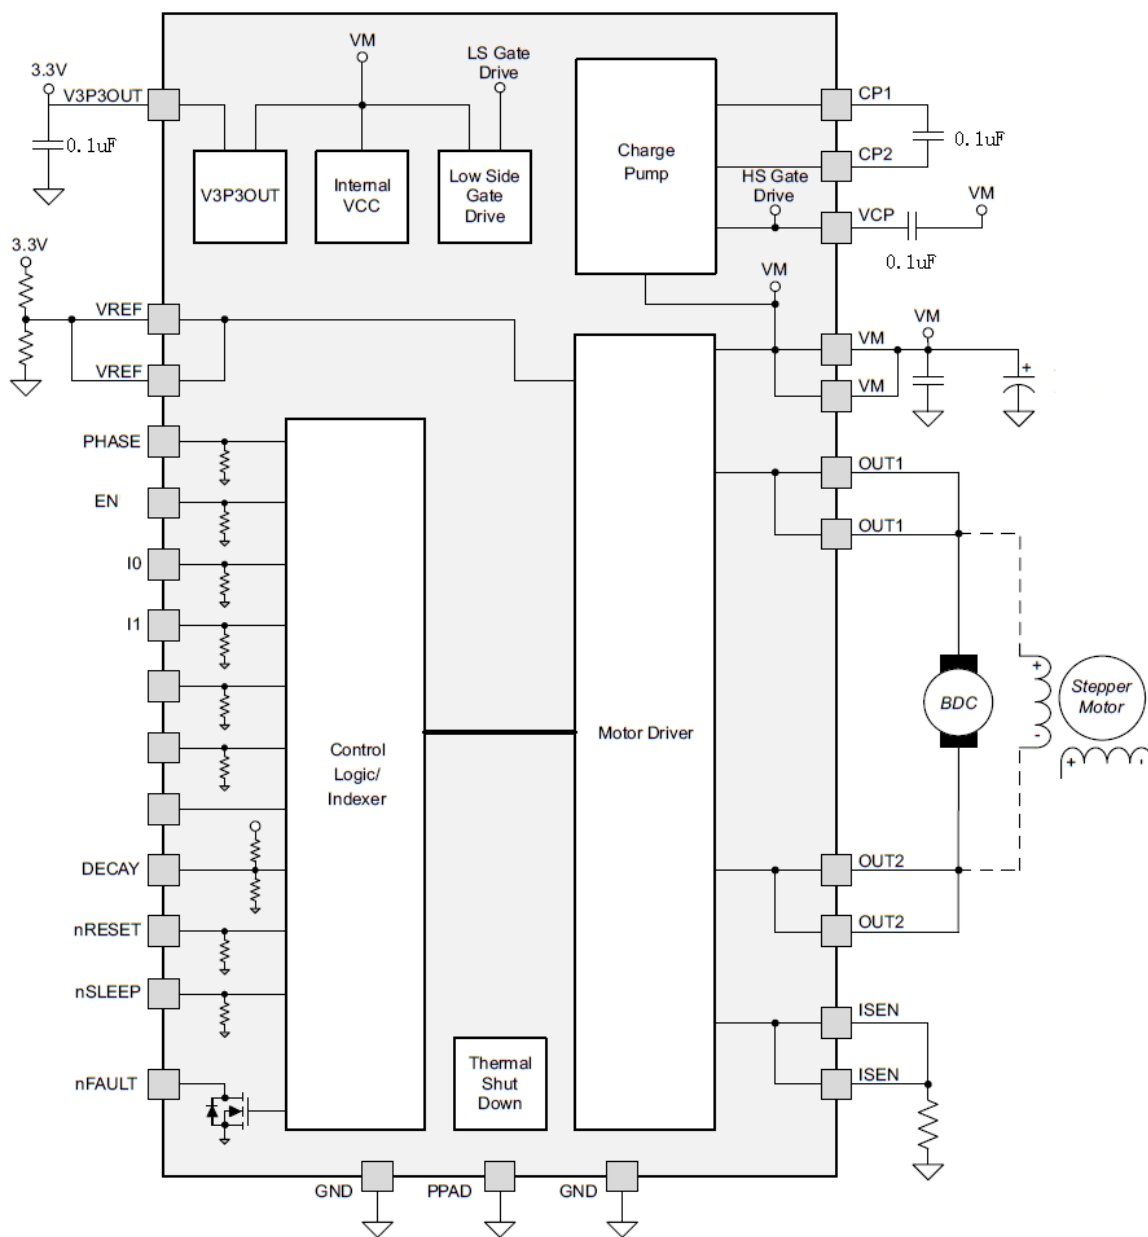 3.3V
V3P3OUT
0.1uF
VM
LS Gate
Drive
V3P3OUT
Internal
VCC
Low Side
Gate
Drive
Charge
Pump
HS Gate
Drive
CP1
0.1uF
CP2
VCP
VM
0.1uF
3.3V
VREF
VREF
VM
VM
VM
VM
+
PHASE
EN
I0
I1
DECAY
nRESET
nSLEEP
nFAULT
Control
Logic/
Indexer
Motor Driver
Thermal
Shut
Down
OUT1
OUT1
BDC
+
-
Stepper
Motor
+
-
OUT2
OUT2
ISEN
ISEN
GND
PPAD
GND